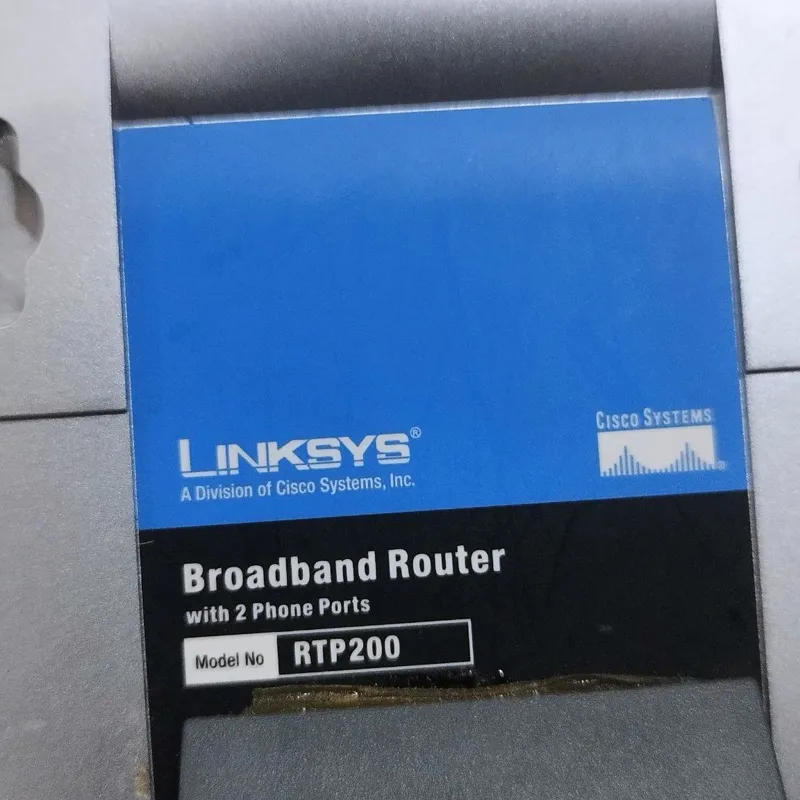 LINKSYS®
A Division of Cisco Systems, Inc.
CISCO SYSTEMS
®
Broadband Router
with 2 Phone Ports
Model No RTP200